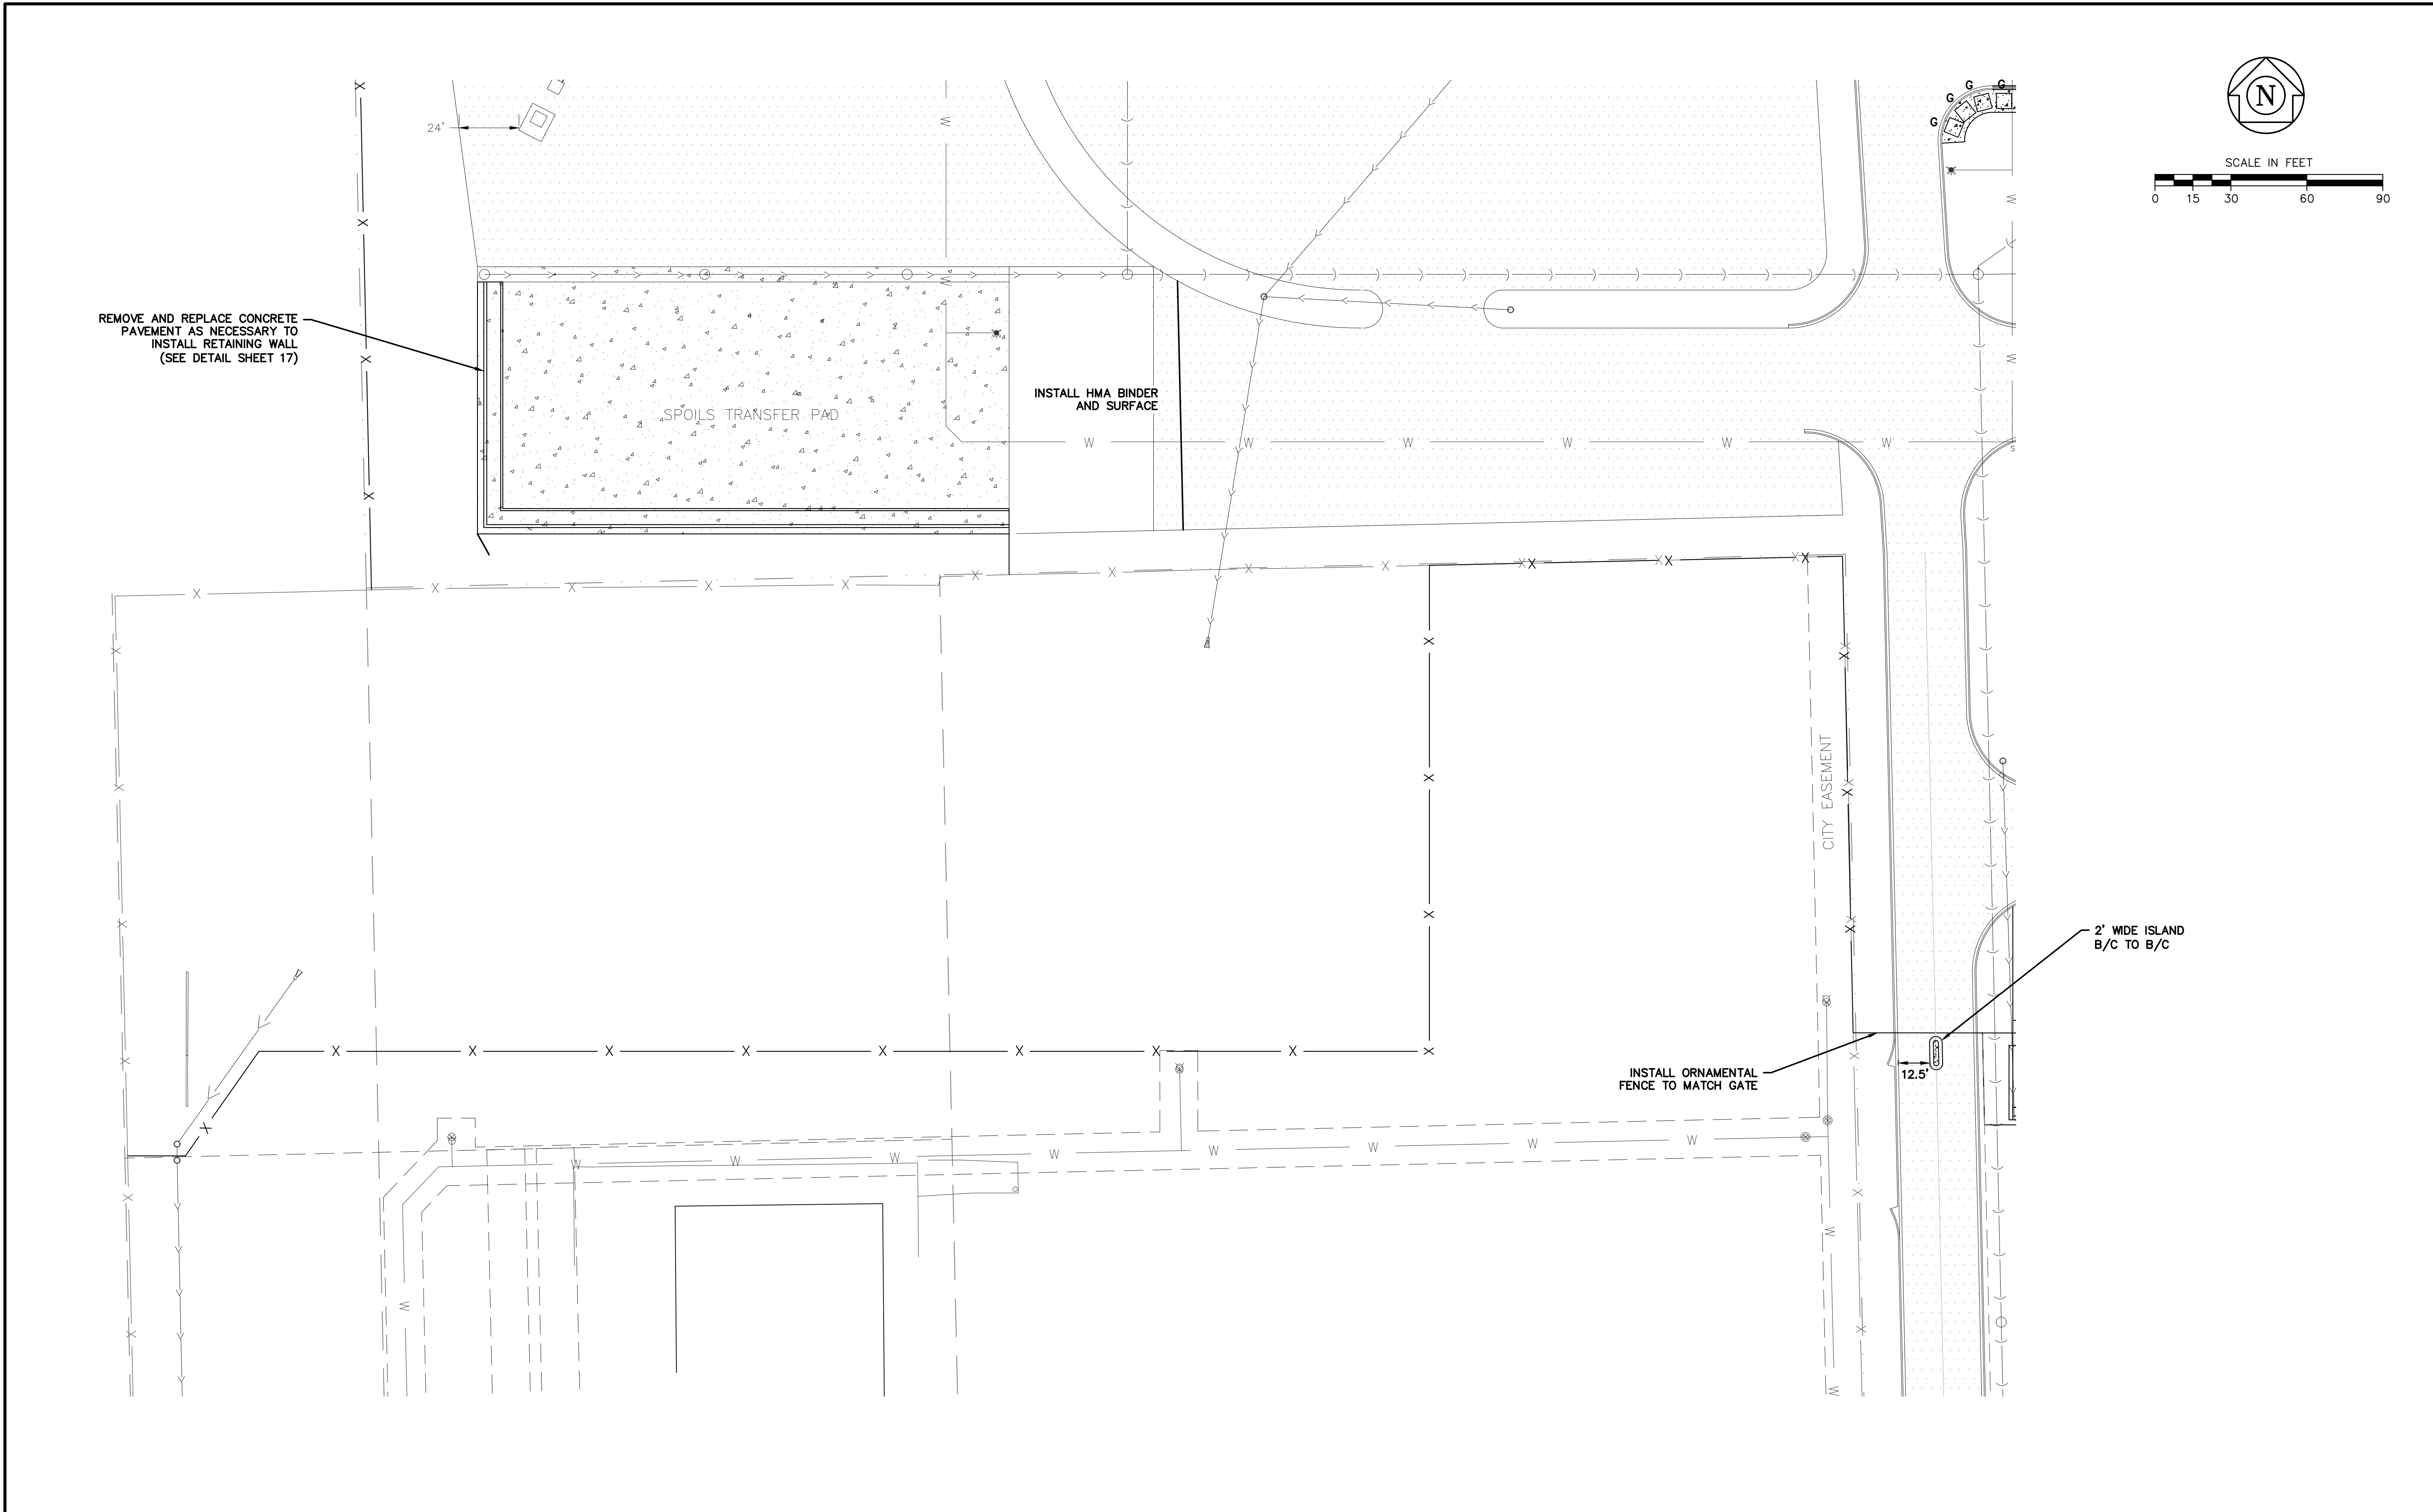 N
SCALE IN FEET
0 15 30 60 90
G G G G
24'
REMOVE AND REPLACE CONCRETE
PAVEMENT AS NECESSARY TO
INSTALL RETAINING WALL
(SEE DETAIL SHEET 17)
SPOILS TRANSFER PAD
INSTALL HMA BINDER
AND SURFACE
W W W W W W
S
X X X X X X X X X X X X
CITY EASEMENT
2' WIDE ISLAND
B/C TO B/C
INSTALL ORNAMENTAL
FENCE TO MATCH GATE
12.5'
X X X X X X X X X
W W W W W W W W